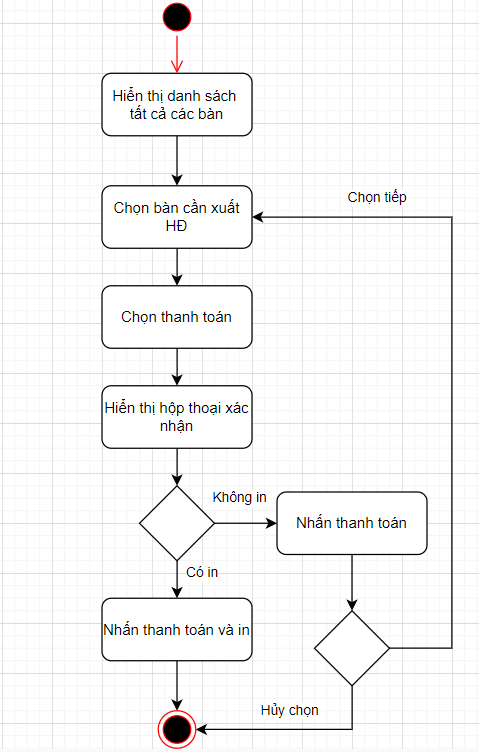 Hiển thị danh sách
tất cả các bàn
Chọn bàn cần xuất
HĐ
Chọn tiếp
Chọn thanh toán
Hiển thị hộp thoại xác
nhận
Không in
Nhấn thanh toán
Có in
Nhấn thanh toán và in
Hủy chọn